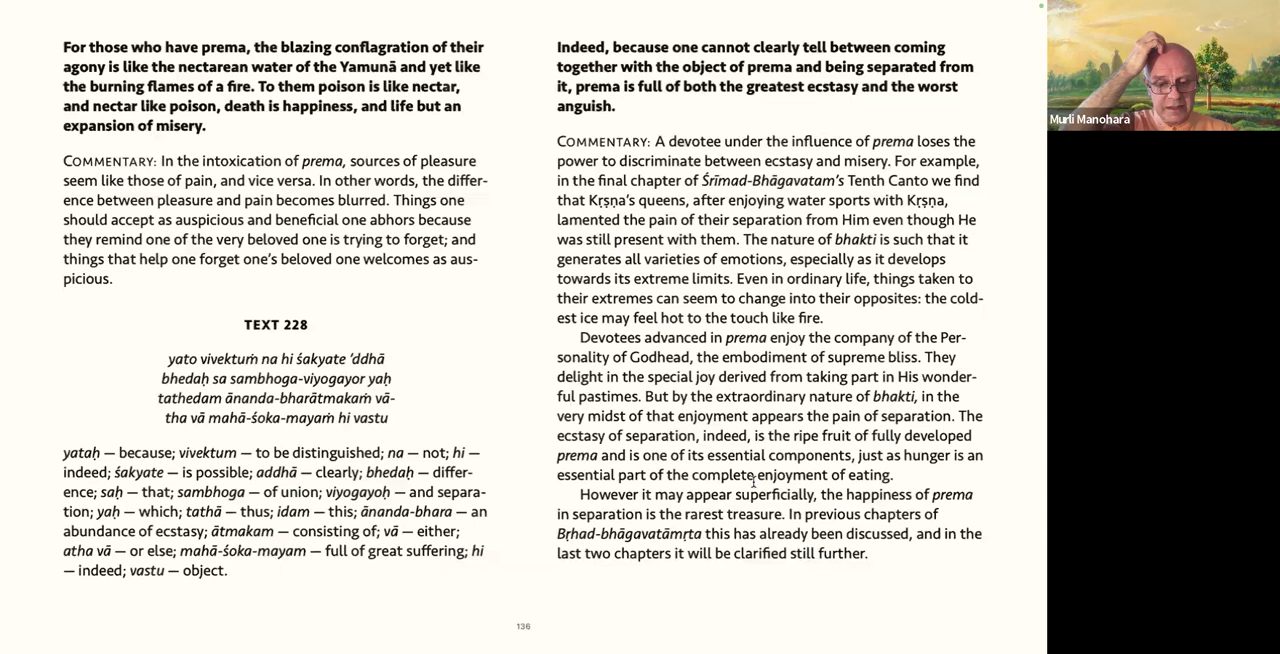 For those who have prema, the blazing conflagration of their
agony is like the nectarean water of the Yamunā and yet like
the burning flames of a fire. To them poison is like nectar,
and nectar like poison, death is happiness, and life but an
expansion of misery.
COMMENTARY: In the intoxication of prema, sources of pleasure
seem like those of pain, and vice versa. In other words, the differ-
ence between pleasure and pain becomes blurred. Things one
should accept as auspicious and beneficial one abhors because
they remind one of the very beloved one is trying to forget; and
things that help one forget one’s beloved one welcomes as aus-
picious.
TEXT 228
yato vivektuṁ na hi śakyate ’ddhā
bhedaḥ sa sambhoga-viyogayor yaḥ
tathedam ānanda-bharātmakaṁ vā-
tha vā mahā-śoka-mayaṁ hi vastu
yataḥ — because; vivektum — to be distinguished; na — not; hi —
indeed; śakyate — is possible; addhā — clearly; bhedaḥ — differ-
ence; saḥ — that; sambhoga — of union; viyogayoḥ — and separa-
tion; yaḥ — which; tathā — thus; idam — this; ānanda-bhara — an
abundance of ecstasy; ātmakam — consisting of; vā — either;
atha vā — or else; mahā-śoka-mayam — full of great suffering; hi
— indeed; vastu — object.
Indeed, because one cannot clearly tell between coming
together with the object of prema and being separated from
it, prema is full of both the greatest ecstasy and the worst
anguish.
COMMENTARY: A devotee under the influence of prema loses the
power to discriminate between ecstasy and misery. For example,
in the final chapter of Śrīmad-Bhāgavatam’s Tenth Canto we find
that Kṛṣṇa’s queens, after enjoying water sports with Kṛṣṇa,
lamented the pain of their separation from Him even though He
was still present with them. The nature of bhakti is such that it
generates all varieties of emotions, especially as it develops
towards its extreme limits. Even in ordinary life, things taken to
their extremes can seem to change into their opposites: the cold-
est ice may feel hot to the touch like fire.
Devotees advanced in prema enjoy the company of the Per-
sonality of Godhead, the embodiment of supreme bliss. They
delight in the special joy derived from taking part in His wonder-
ful pastimes. But by the extraordinary nature of bhakti, in the
very midst of that enjoyment appears the pain of separation. The
ecstasy of separation, indeed, is the ripe fruit of fully developed
prema and is one of its essential components, just as hunger is an
essential part of the complete enjoyment of eating.
However it may appear superficially, the happiness of prema
in separation is the rarest treasure. In previous chapters of
Bṛhad-bhāgavatāmṛta this has already been discussed, and in the
last two chapters it will be clarified still further.
136
Murli Manohara